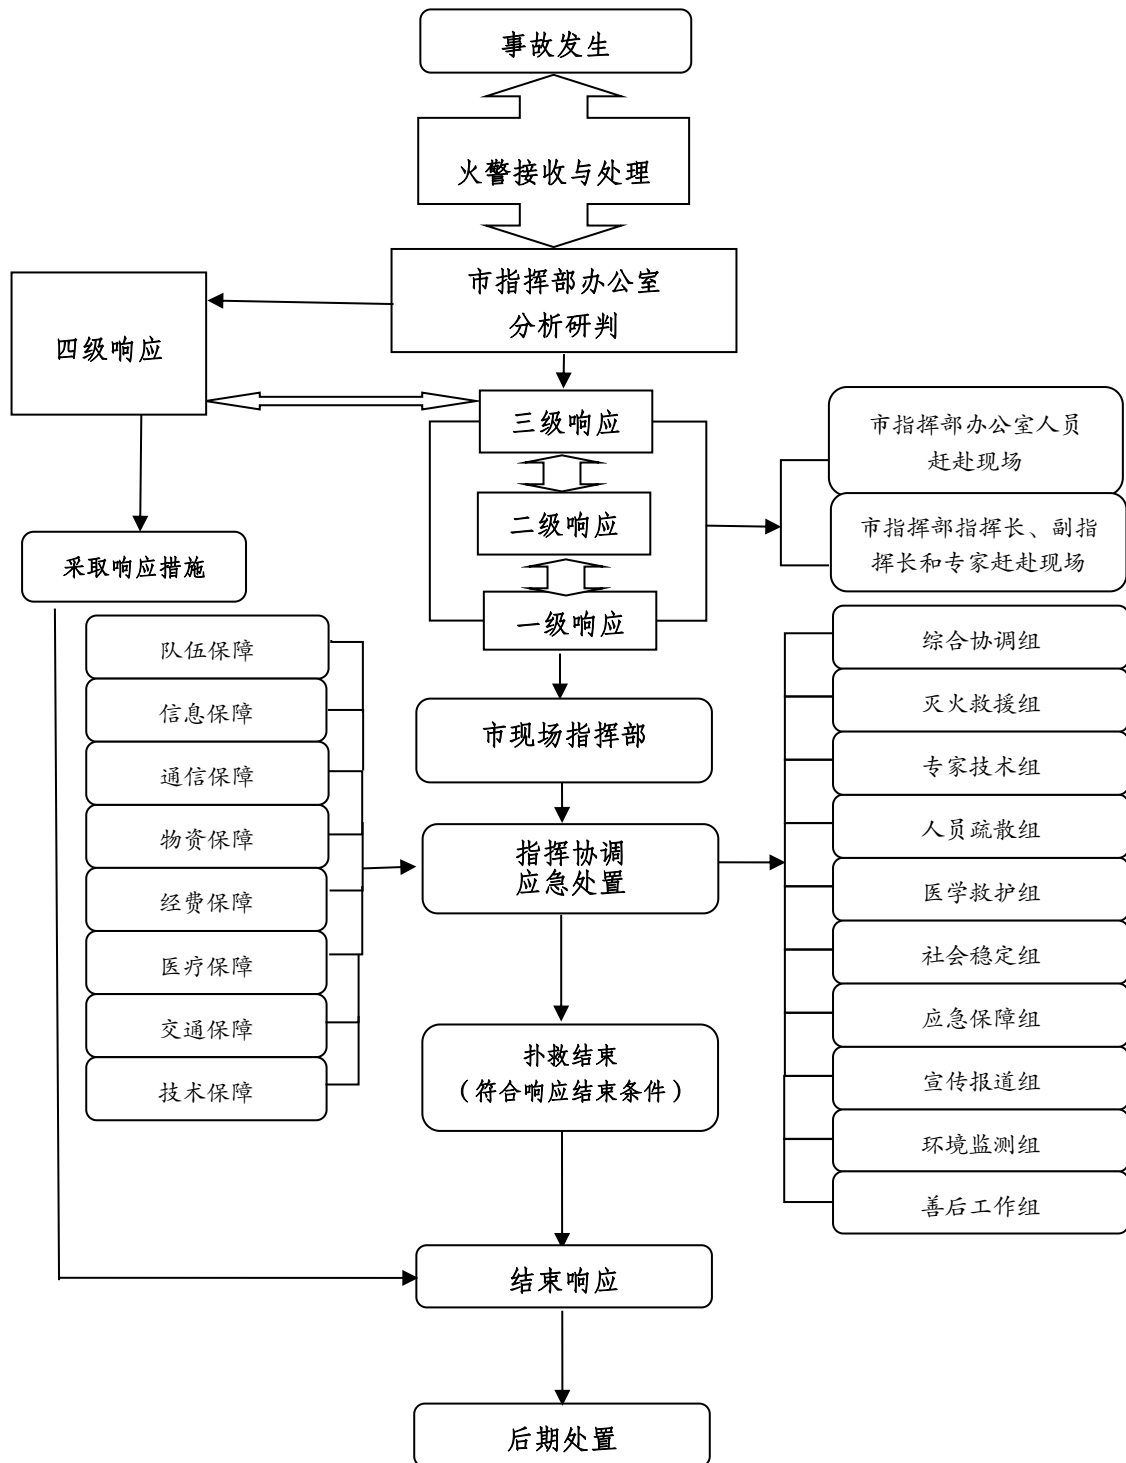 事故发生
火警接收与处理
市指挥部办公室
分析研判
四级响应
三级响应
二级响应
一级响应
市指挥部办公室人员
赶赴现场
市指挥部指挥长、副指
挥长和专家赶赴现场
采取响应措施
队伍保障
信息保障
通信保障
物资保障
经费保障
医疗保障
交通保障
技术保障
市现场指挥部
指挥协调
应急处置
综合协调组
灭火救援组
专家技术组
人员疏散组
医学救护组
社会稳定组
应急保障组
宣传报道组
环境监测组
善后工作组
扑救结束
（符合响应结束条件）
结束响应
后期处置